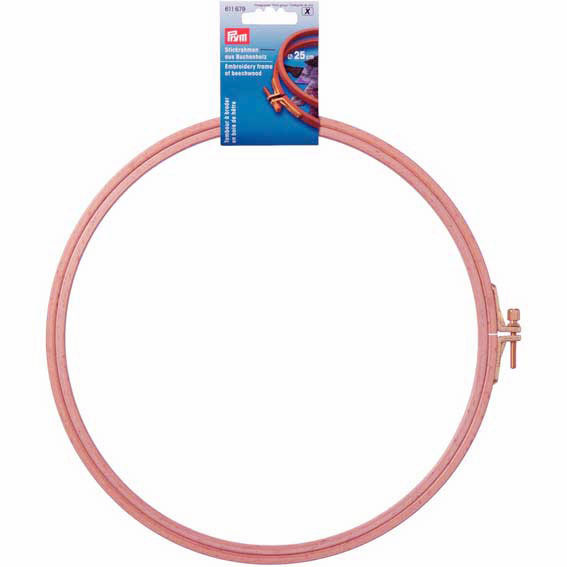 611 679
X
Prym
Stickrahmen
aus Buchenholz
Ø 25 cm
Embroidery frame
of beechwood
Tambour à broder
en bois de hêtre